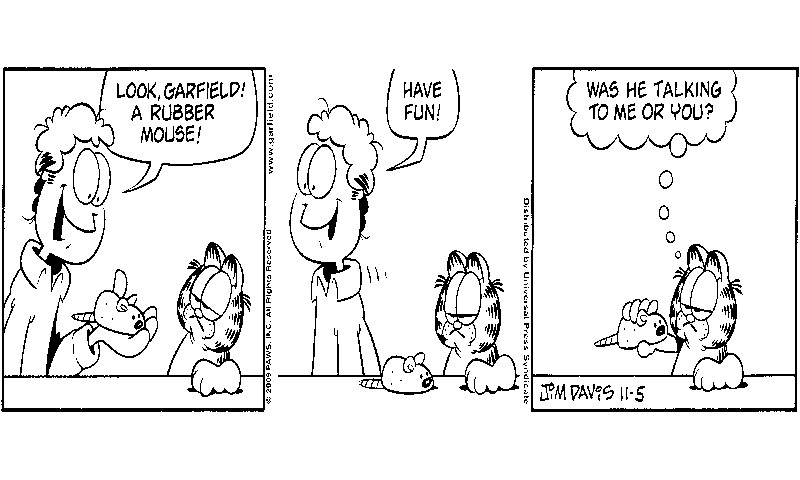 LOOK, GARFIELD!
A RUBBER
MOUSE!
www.garfield.com
© 2009 PAWS, INC. All Rights Reserved
HAVE
FUN!
Distributed by Universal Press Syndicate
WAS HE TALKING
TO ME OR YOU?
JIM DAVIS 11-5